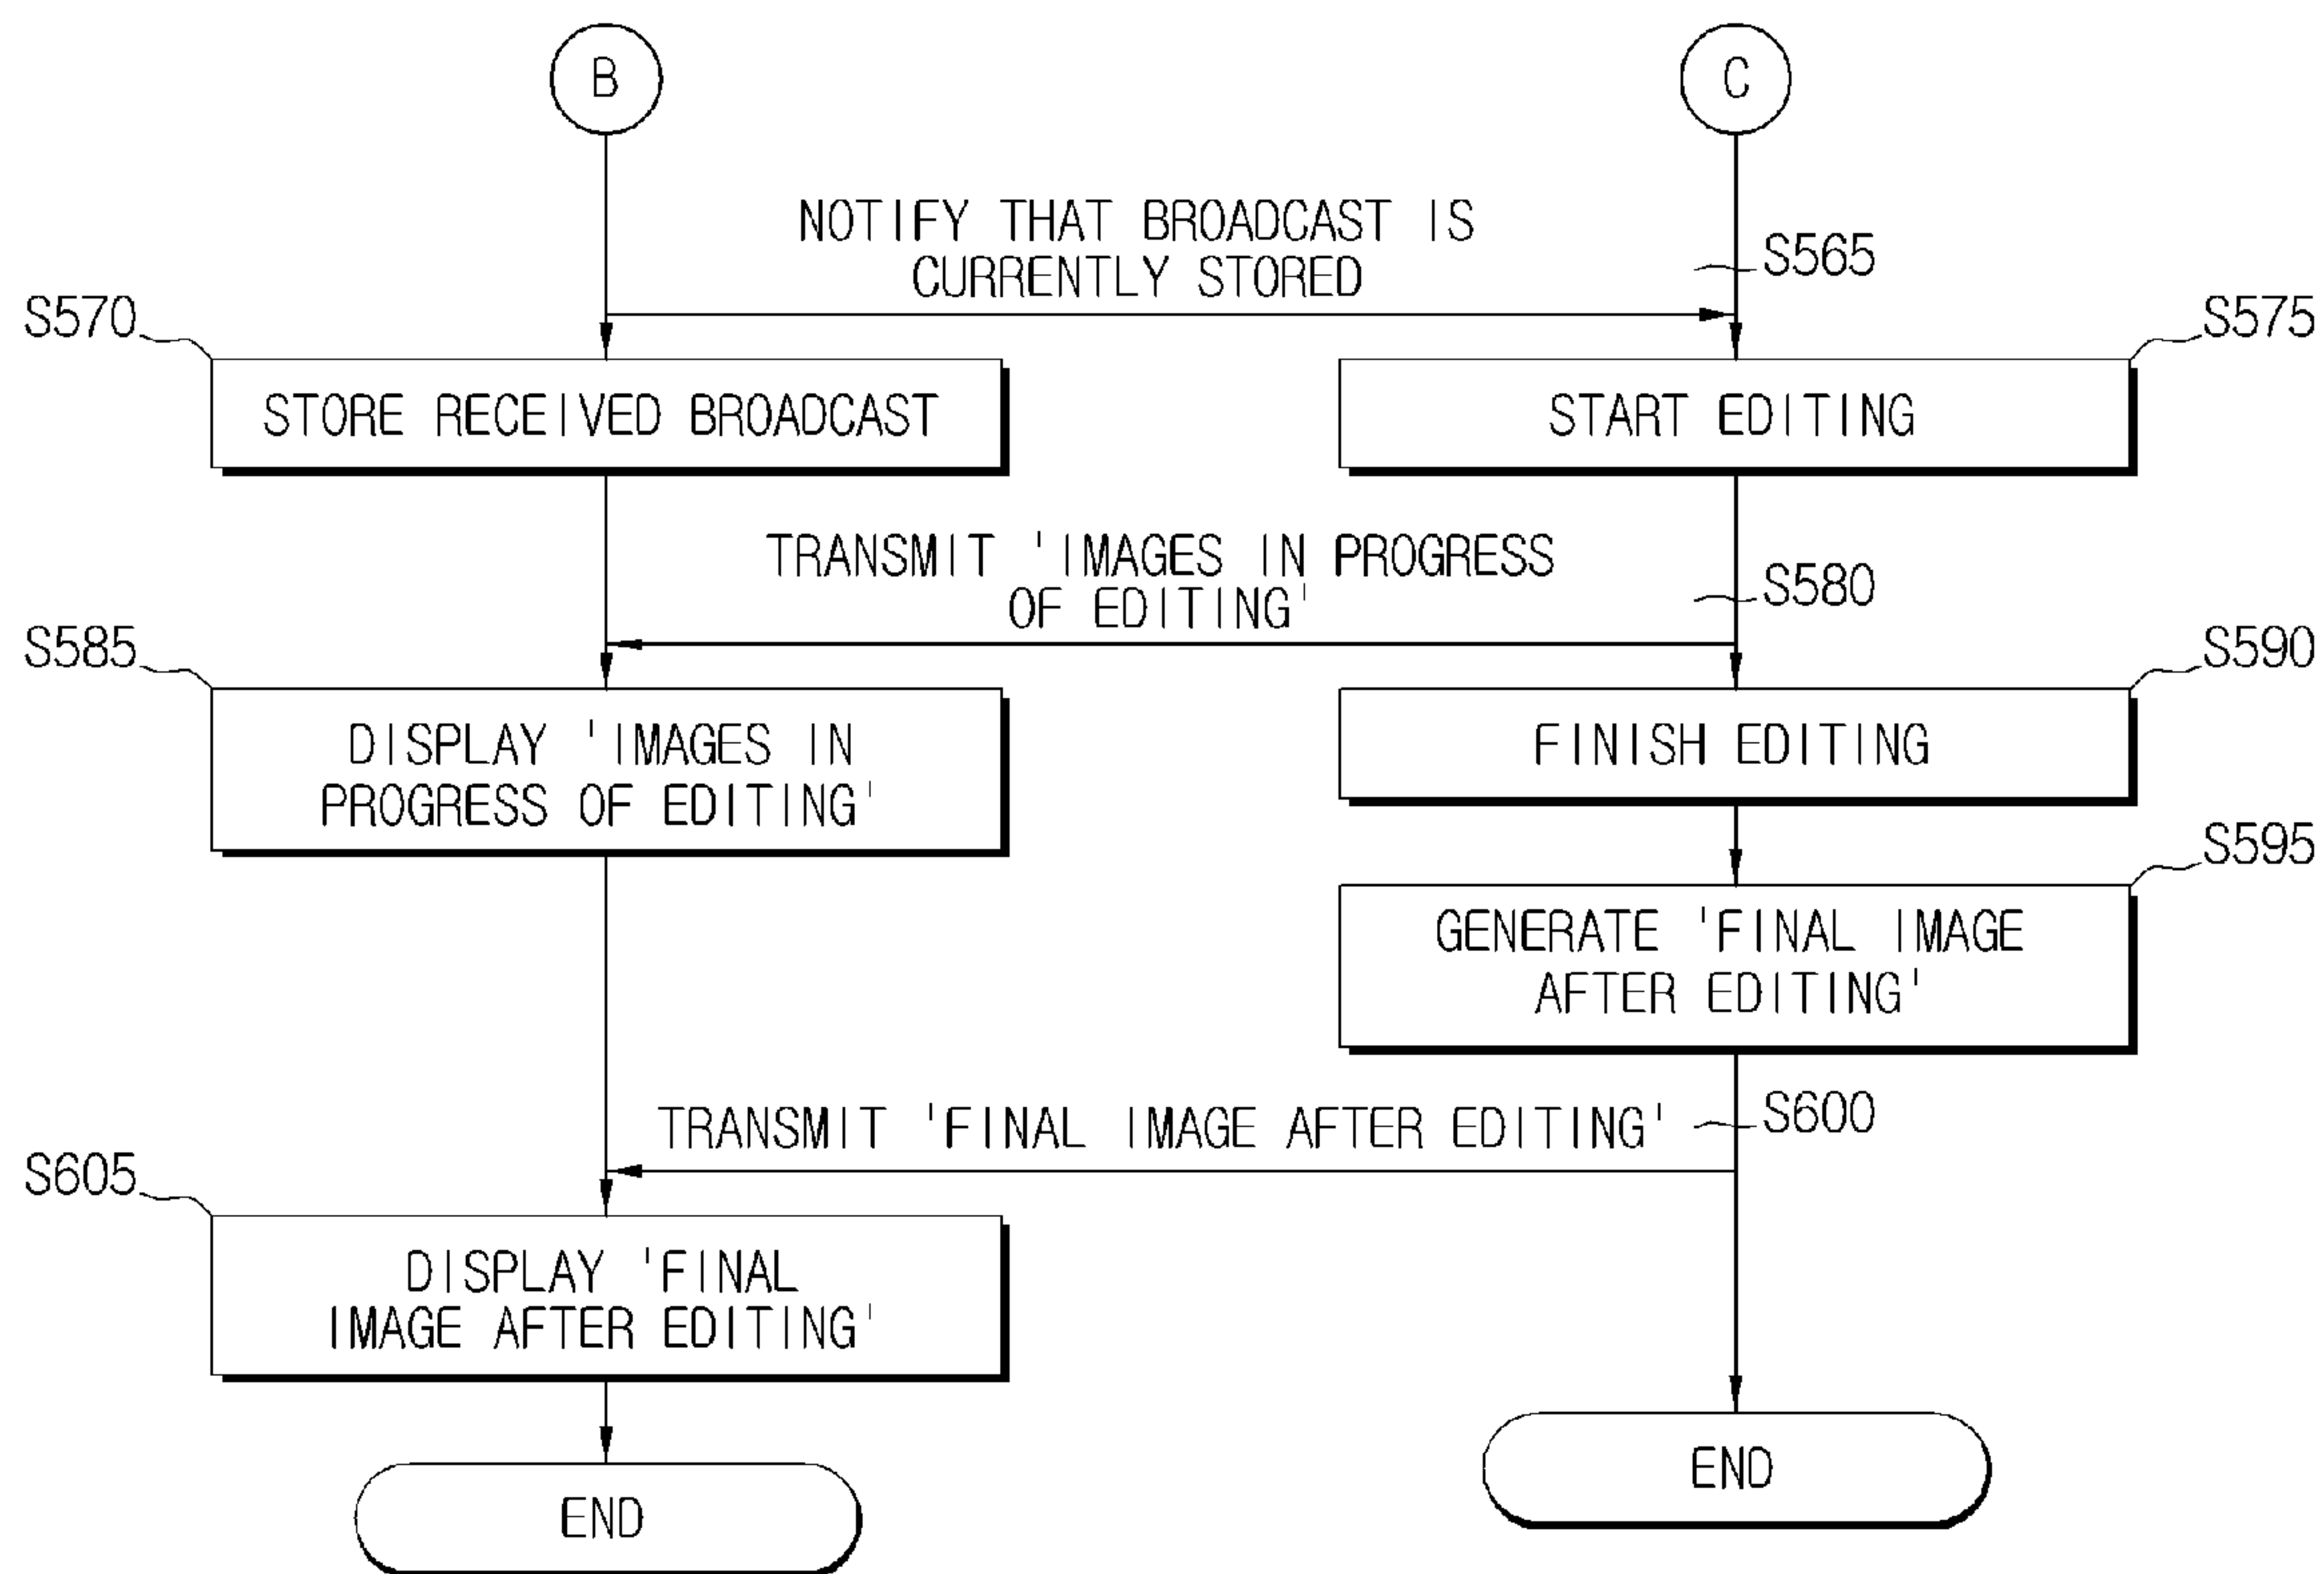 B
C
NOTIFY THAT BROADCAST IS
CURRENTLY STORED
S565
S570
S575
STORE RECEIVED BROADCAST
START EDITING
TRANSMIT 'IMAGES IN PROGRESS
OF EDITING'
S580
S585
S590
DISPLAY 'IMAGES IN
PROGRESS OF EDITING'
FINISH EDITING
S595
GENERATE 'FINAL IMAGE
AFTER EDITING'
TRANSMIT 'FINAL IMAGE AFTER EDITING'
S600
S605
DISPLAY 'FINAL
IMAGE AFTER EDITING'
END
END